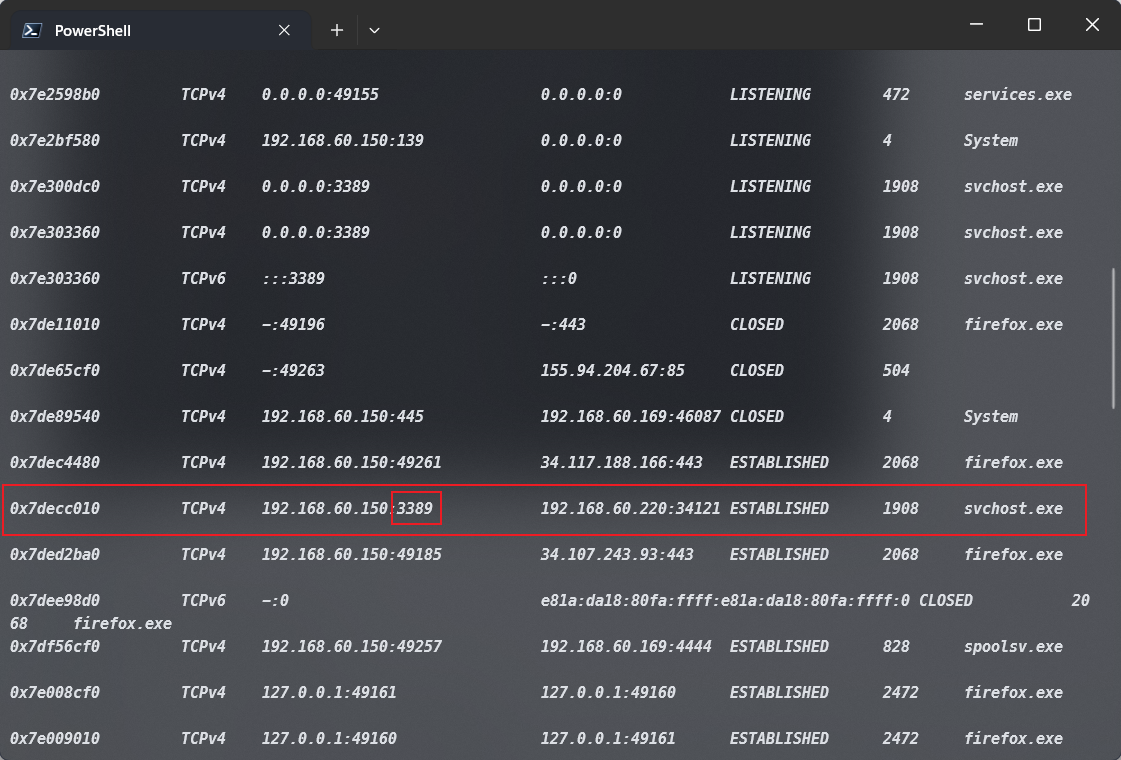 PowerShell
0x7e2598b0 TCPv4 0.0.0.0:49155 0.0.0.0:0 LISTENING 472 services.exe
0x7e2bf580 TCPv4 192.168.60.150:139 0.0.0.0:0 LISTENING 4 System
0x7e300dc0 TCPv4 0.0.0.0:3389 0.0.0.0:0 LISTENING 1908 svchost.exe
0x7e303360 TCPv4 0.0.0.0:3389 0.0.0.0:0 LISTENING 1908 svchost.exe
0x7e303360 TCPv6 :::3389 :::0 LISTENING 1908 svchost.exe
0x7de11010 TCPv4 -:49196 -:443 CLOSED 2068 firefox.exe
0x7de65cf0 TCPv4 -:49263 155.94.204.67:85 CLOSED 504
0x7de89540 TCPv4 192.168.60.150:445 192.168.60.169:46087 CLOSED 4 System
0x7dec4480 TCPv4 192.168.60.150:49261 34.117.188.166:443 ESTABLISHED 2068 firefox.exe
0x7decc010 TCPv4 192.168.60.150:3389 192.168.60.220:34121 ESTABLISHED 1908 svchost.exe
0x7ded2ba0 TCPv4 192.168.60.150:49185 34.107.243.93:443 ESTABLISHED 2068 firefox.exe
0x7dee98d0 TCPv6 -:0 e81a:da18:80fa:ffff:e81a:da18:80fa:ffff:0 CLOSED 20
68 firefox.exe
0x7df56cf0 TCPv4 192.168.60.150:49257 192.168.60.169:4444 ESTABLISHED 828 spoolsv.exe
0x7e008cf0 TCPv4 127.0.0.1:49161 127.0.0.1:49160 ESTABLISHED 2472 firefox.exe
0x7e009010 TCPv4 127.0.0.1:49160 127.0.0.1:49161 ESTABLISHED 2472 firefox.exe